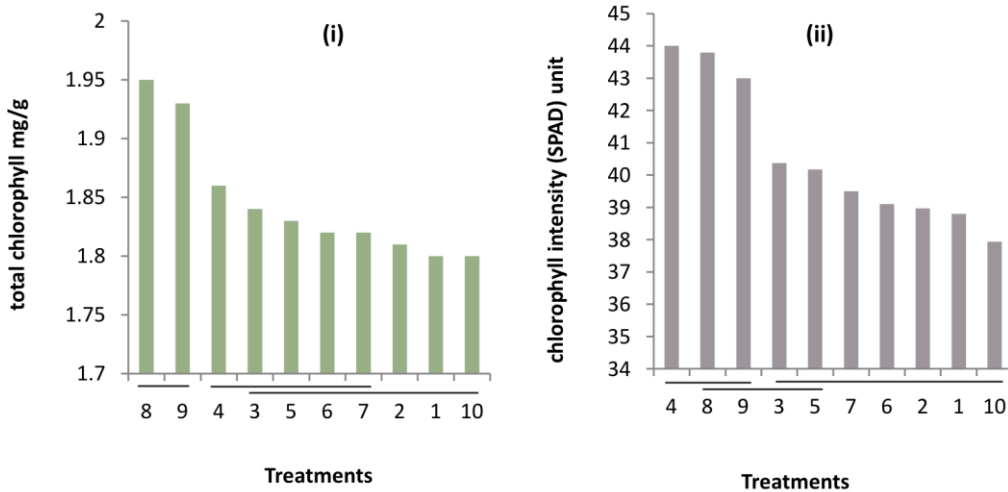 (i)
total chlorophyll mg/g
2
1.95
1.9
1.85
1.8
1.75
1.7
8 9 4 3 5 6 7 2 1 10
Treatments
(ii)
chlorophyll intensity (SPAD) unit
45
44
43
42
41
40
39
38
37
36
35
34
4 8 9 3 5 7 6 2 1 10
Treatments